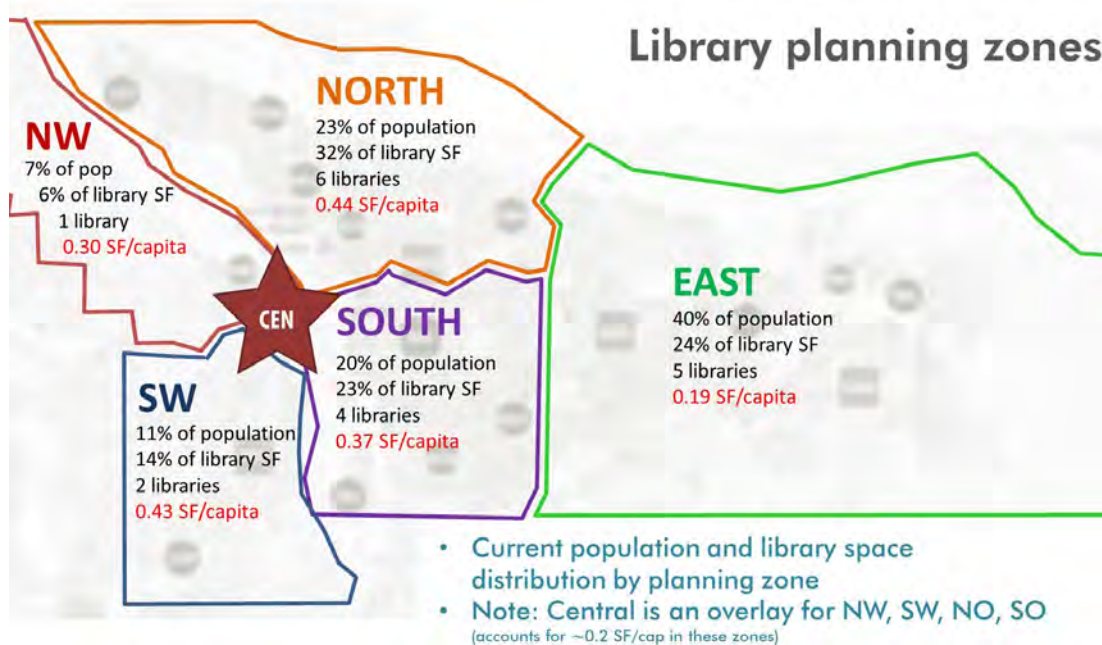 Library planning zones
NORTH
23% of population
32% of library SF
6 libraries
0.44 SF/capita
NW
7% of pop
6% of library SF
1 library
0.30 SF/capita
CEN
SOUTH
20% of population
23% of library SF
4 libraries
0.37 SF/capita
EAST
40% of population
24% of library SF
5 libraries
0.19 SF/capita
SW
11% of population
14% of library SF
2 libraries
0.43 SF/capita
• Current population and library space
distribution by planning zone
• Note: Central is an overlay for NW, SW, NO, SO
(accounts for ~0.2 SF/cap in these zones)